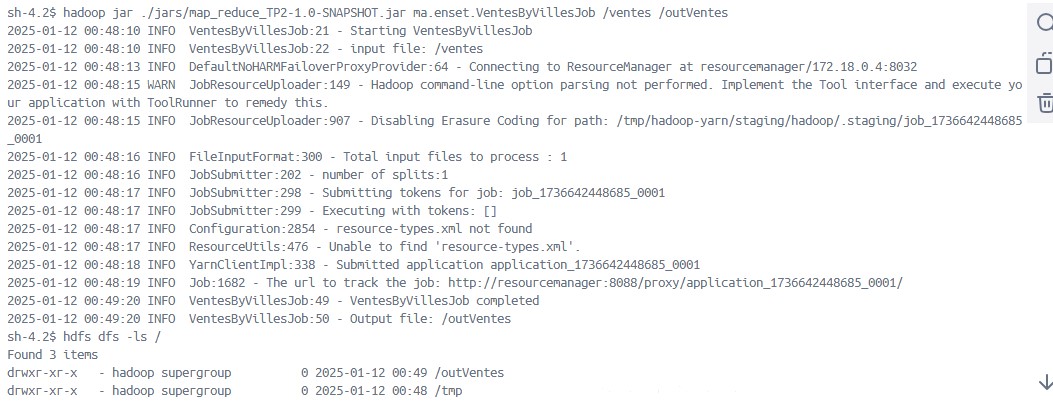 sh-4.2$ hadoop jar ./jars/map_reduce_TP2-1.0-SNAPSHOT.jar ma.enset.VentesByVillesJob /ventes /outVentes
2025-01-12 00:48:10 INFO  VentesByVillesJob:21 - Starting VentesByVillesJob
2025-01-12 00:48:10 INFO  VentesByVillesJob:22 - input file: /ventes
2025-01-12 00:48:13 INFO  DefaultNoHARMFailoverProxyProvider:64 - Connecting to ResourceManager at resourcemanager/172.18.0.4:8032
2025-01-12 00:48:15 WARN  JobResourceUploader:149 - Hadoop command-line option parsing not performed. Implement the Tool interface and execute yo
ur application with ToolRunner to remedy this.
2025-01-12 00:48:15 INFO  JobResourceUploader:907 - Disabling Erasure Coding for path: /tmp/hadoop-yarn/staging/hadoop/.staging/job_1736642448685
_0001
2025-01-12 00:48:16 INFO  FileInputFormat:300 - Total input files to process : 1
2025-01-12 00:48:16 INFO  JobSubmitter:202 - number of splits:1
2025-01-12 00:48:17 INFO  JobSubmitter:298 - Submitting tokens for job: job_1736642448685_0001
2025-01-12 00:48:17 INFO  JobSubmitter:299 - Executing with tokens: []
2025-01-12 00:48:17 INFO  Configuration:2854 - resource-types.xml not found
2025-01-12 00:48:17 INFO  ResourceUtils:476 - Unable to find 'resource-types.xml'.
2025-01-12 00:48:18 INFO  YarnClientImpl:338 - Submitted application application_1736642448685_0001
2025-01-12 00:48:19 INFO  Job:1682 - The url to track the job: http://resourcemanager:8088/proxy/application_1736642448685_0001/
2025-01-12 00:49:20 INFO  VentesByVillesJob:49 - VentesByVillesJob completed
2025-01-12 00:49:20 INFO  VentesByVillesJob:50 - Output file: /outVentes
sh-4.2$ hdfs dfs -ls /
Found 3 items
drwxr-xr-x   - hadoop supergroup          0 2025-01-12 00:49 /outVentes
drwxr-xr-x   - hadoop supergroup          0 2025-01-12 00:48 /tmp